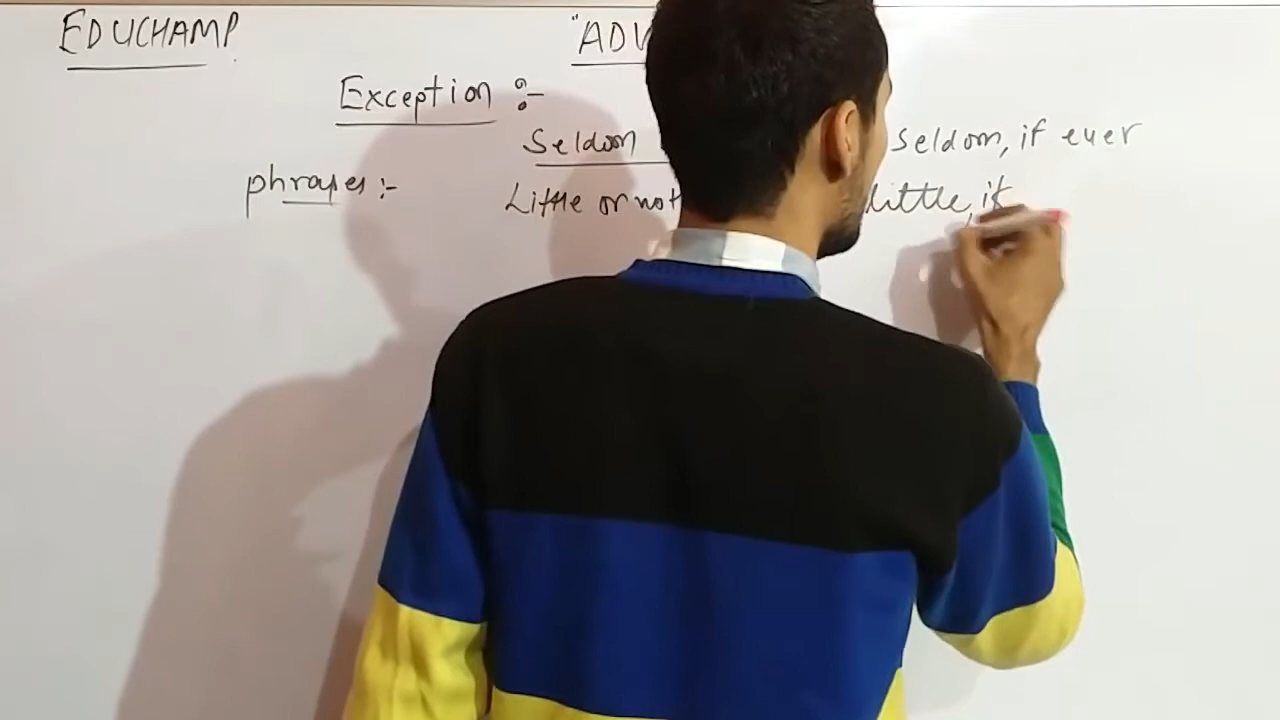 EDUCHAMP "ADV
Exception :-
Seldom seldom, if ever
phrases :- Little or not little, if